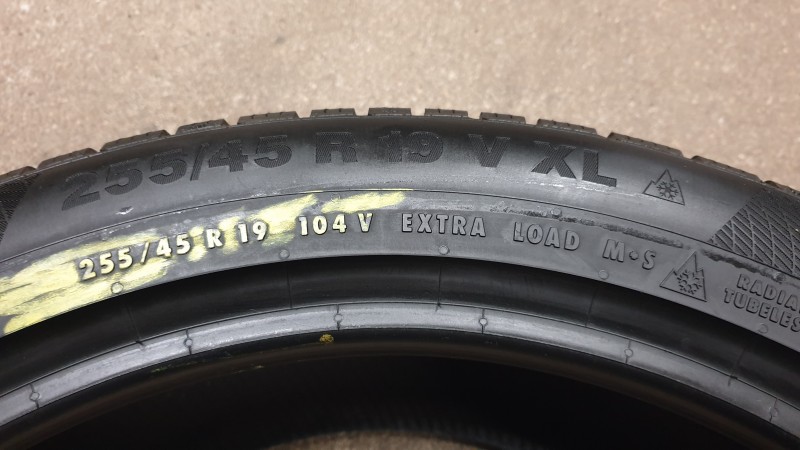 255/45 R 19 V XL
255/45 R 19 104 V EXTRA LOAD M·S
RADIAL
TUBELESS